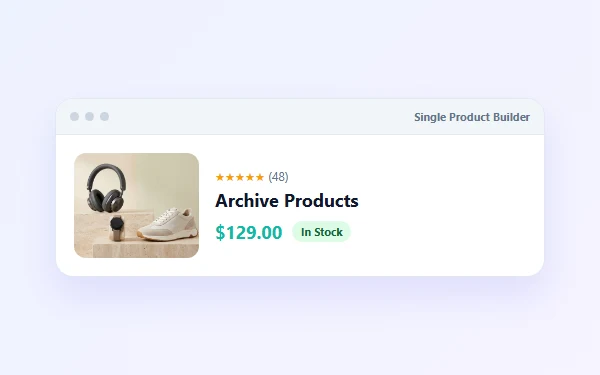 Single Product Builder
★★★★★ (48)
Archive Products
$129.00 In Stock